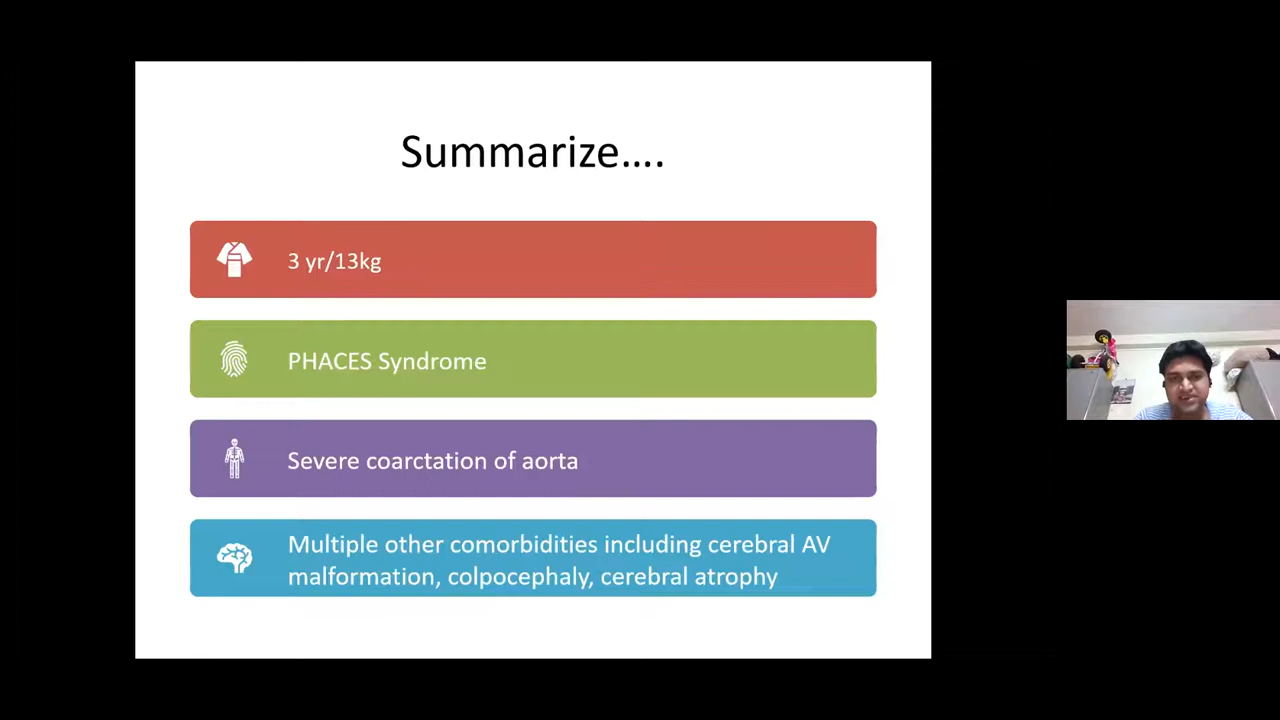 Summarize....
3 yr/13kg
PHACES Syndrome
Severe coarctation of aorta
Multiple other comorbidities including cerebral AV
malformation, colpocephaly, cerebral atrophy